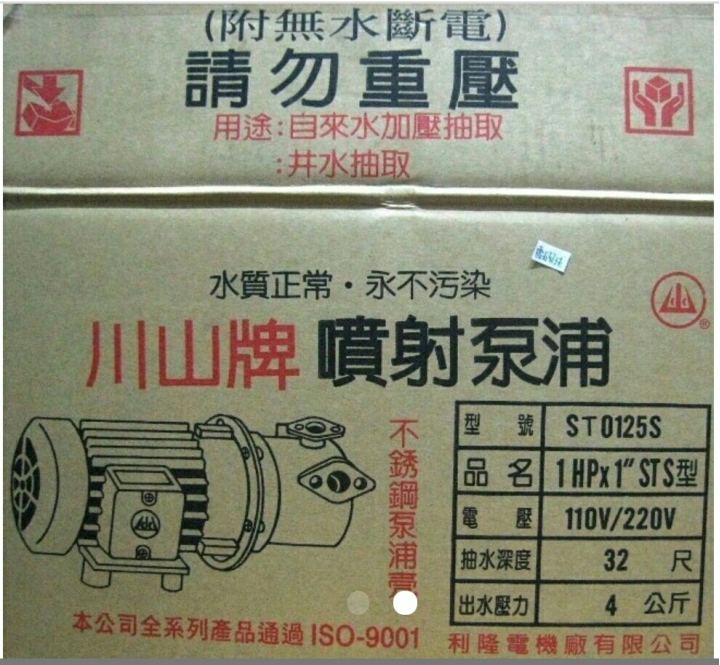 (附無水斷電)
請勿重壓
用途:自來水加壓抽取
:井水抽取
水質正常・永不污染
川山牌 噴射泵浦
®
不銹鋼泵浦壳
型號 ST0125S
品名 1HPx1" STS型
電壓 110V/220V
抽水深度 32 尺
出水壓力 4 公斤
本公司全系列產品通過 ISO-9001
利隆電機廠有限公司